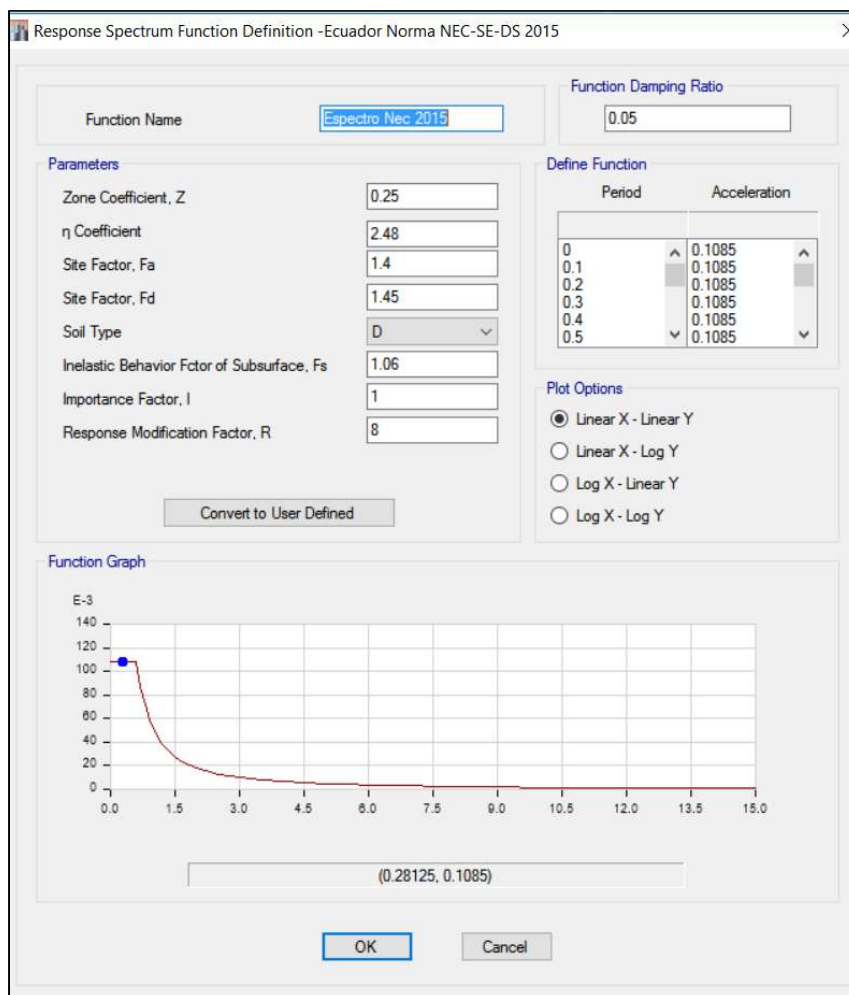 Response Spectrum Function Definition -Ecuador Norma NEC-SE-DS 2015
Function Name
Espectro Nec 2015
Function Damping Ratio
0.05
Parameters
Zone Coefficient, Z 0.25
η Coefficient 2.48
Site Factor, Fa 1.4
Site Factor, Fd 1.45
Soil Type D
Inelastic Behavior Fctor of Subsurface, Fs 1.06
Importance Factor, I 1
Response Modification Factor, R 8
Convert to User Defined
Define Function
Period Acceleration
0 0.1085
0.1 0.1085
0.2 0.1085
0.3 0.1085
0.4 0.1085
0.5 0.1085
Plot Options
Linear X - Linear Y
Linear X - Log Y
Log X - Linear Y
Log X - Log Y
Function Graph
E-3
140
120
100
80
60
40
20
0
0.0 1.5 3.0 4.5 6.0 7.5 9.0 10.5 12.0 13.5 15.0
(0.28125, 0.1085)
OK Cancel